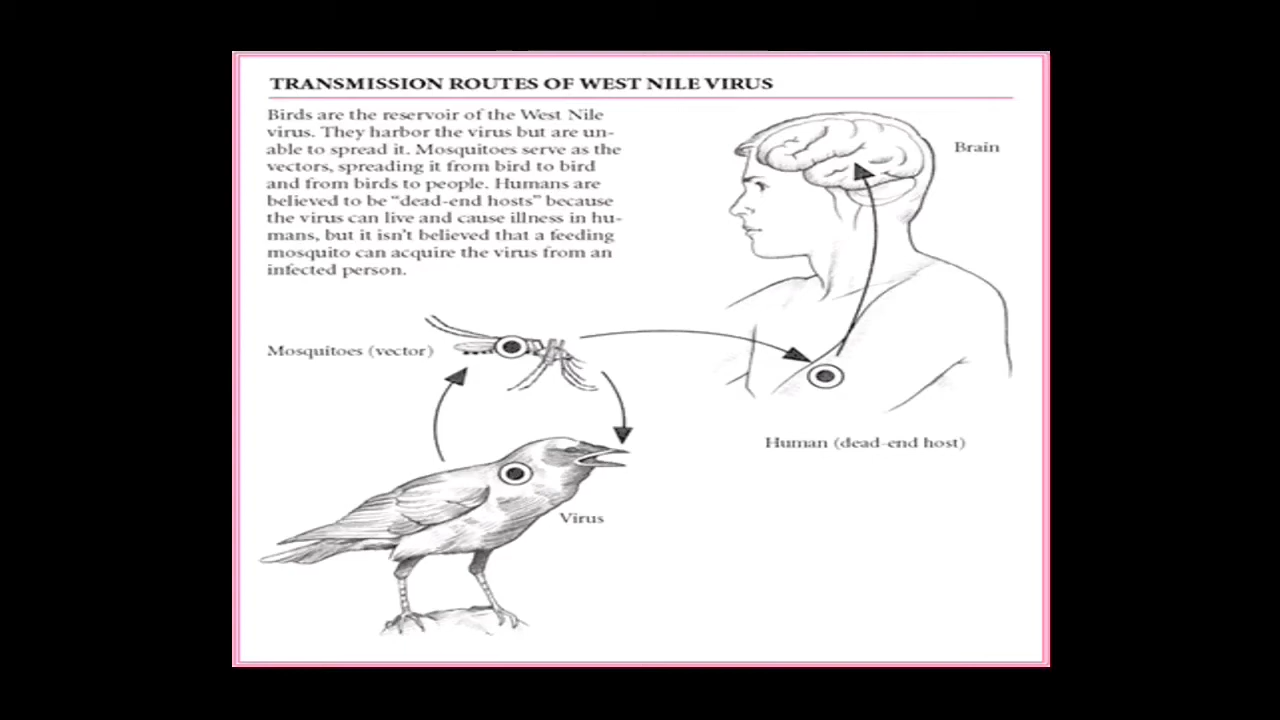 TRANSMISSION ROUTES OF WEST NILE VIRUS
Birds are the reservoir of the West Nile
virus. They harbor the virus but are un-
able to spread it. Mosquitoes serve as the
vectors, spreading it from bird to bird
and from birds to people. Humans are
believed to be “dead-end hosts” because
the virus can live and cause illness in hu-
mans, but it isn’t believed that a feeding
mosquito can acquire the virus from an
infected person.
Brain
Mosquitoes (vector)
Human (dead-end host)
Virus